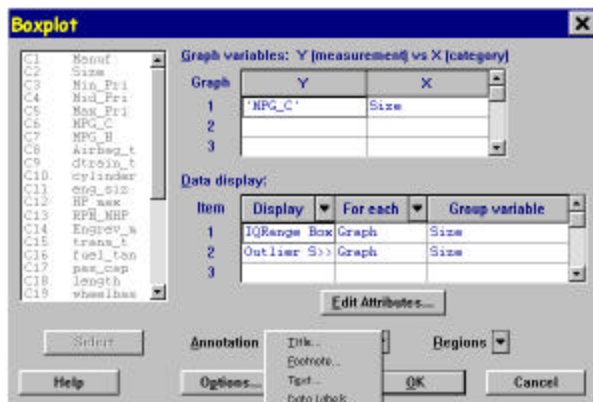 Boxplot
C1 Manuf
C2 Size
C3 Min_Pri
C4 Mid_Pri
C5 Max_Pri
C6 MPG_C
C7 MPG_H
C8 Airbag_t
C9 dtrain_t
C10 cylinder
C11 eng_siz
C12 HP_max
C13 RPM_MHP
C14 Engrev_m
C15 trans_t
C16 fuel_tan
C17 pas_cap
C18 length
C19 wheelbas
Graph variables: Y (measurement) vs X (category)
Graph Y X
1 'MPG_C' Size
2
3
Data display:
Item Display For each Group variable
1 IQRange Box Graph Size
2 Outlier S>> Graph Size
3
Edit Attributes...
Select
Annotation
Regions
Title...
Footnote...
Text...
Data Labels...
Help
Options...
OK
Cancel